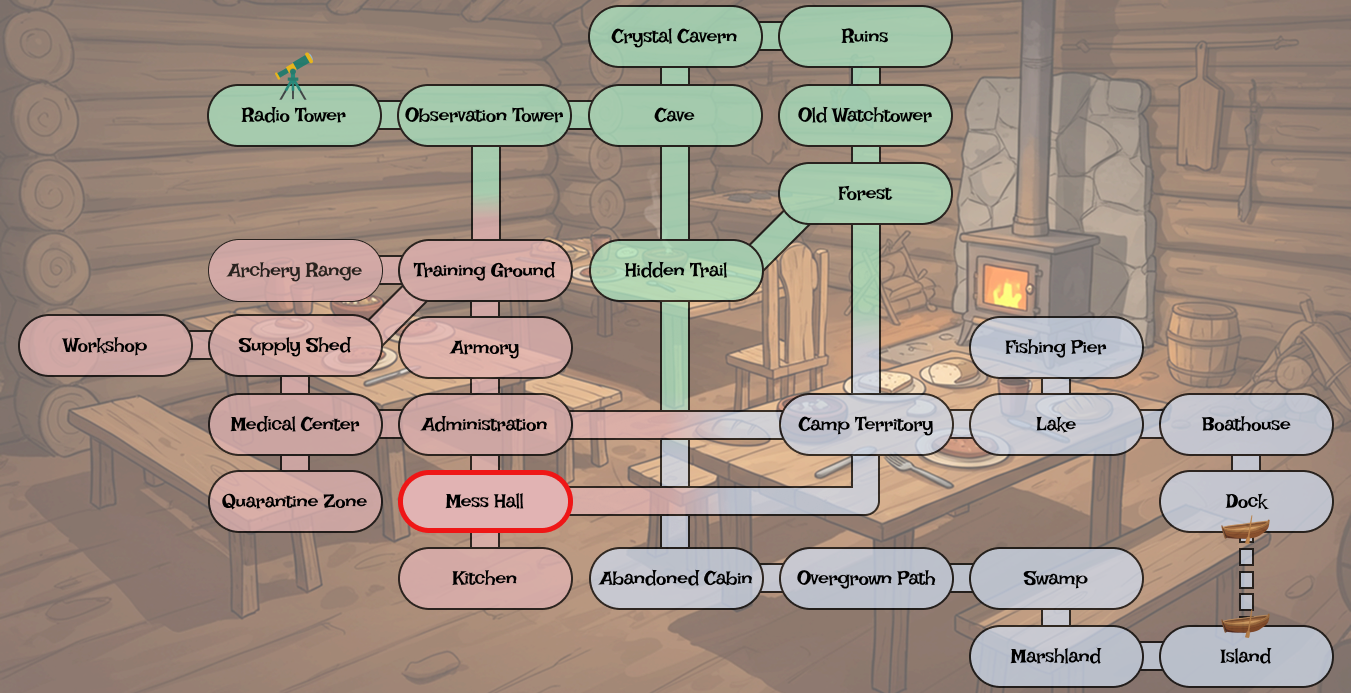 Crystal Cavern
Ruins
Radio Tower
Observation Tower
Cave
Old Watchtower
Forest
Archery Range
Training Ground
Hidden Trail
Workshop
Supply Shed
Armory
Fishing Pier
Medical Center
Administration
Camp Territory
Lake
Boathouse
Quarantine Zone
Mess Hall
Dock
Kitchen
Abandoned Cabin
Overgrown Path
Swamp
Marshland
Island